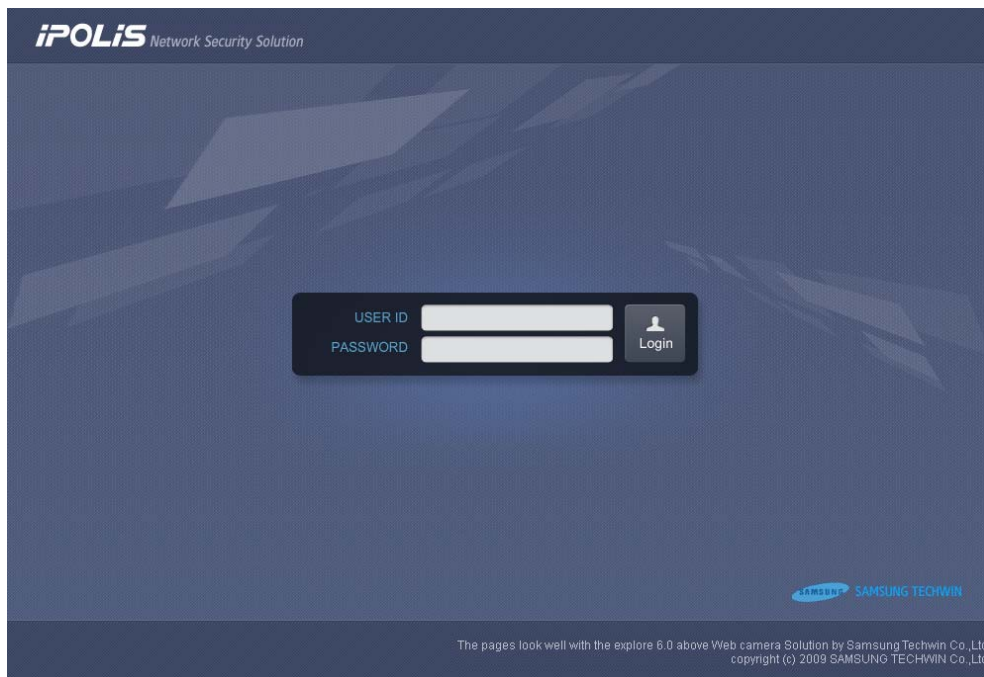 iPOLiS Network Security Solution
USER ID
PASSWORD
Login
SAMSUNG SAMSUNG TECHWIN
The pages look well with the explore 6.0 above Web camera Solution by Samsung Techwin Co.,Ltd
copyright (c) 2009 SAMSUNG TECHWIN Co.,Ltd